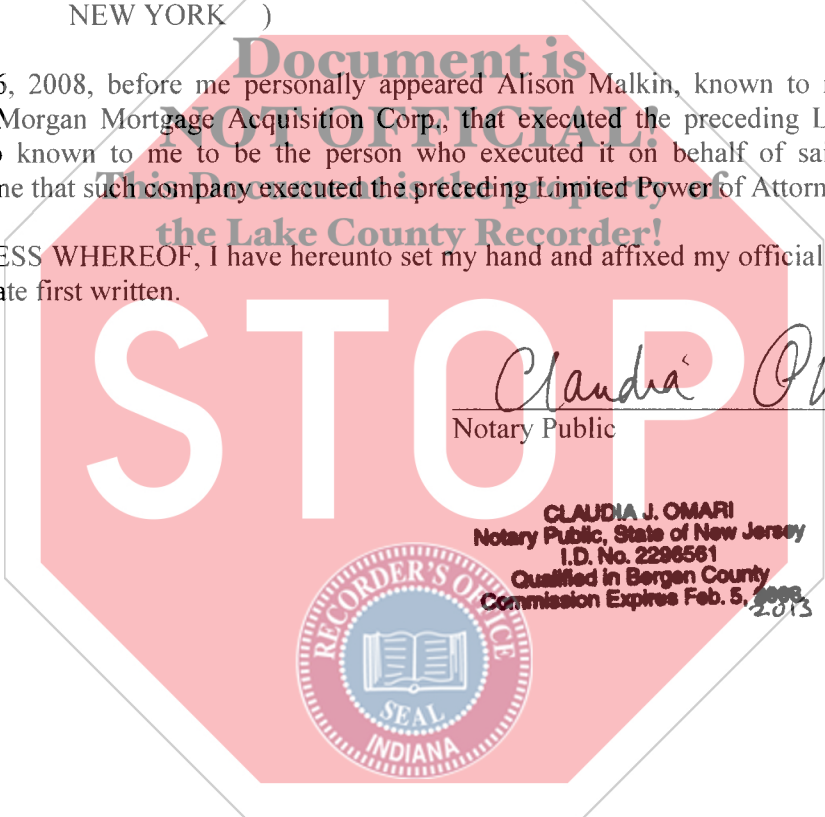 NEW YORK )
Document is
6, 2008, before me personally appeared Alison Malkin, known to
NOT OFFICIAL!
Morgan Mortgage Acquisition Corp., that executed the preceding L
known to me to be the person who executed it on behalf of sai
This Document is the property of
me that such company executed the preceding Limited Power of Attorn
the Lake County Recorder!
ESS WHEREOF, I have hereunto set my hand and affixed my official
ate first written.
STOP
Claudia
Notary Public
CLAUDIA J. OMARI
Notary Public, State of New Jersey
I.D. No. 2296561
Qualified in Bergen County
Commission Expires Feb. 5, 2013
RECORDER'S OFFICE
SEAL
INDIANA